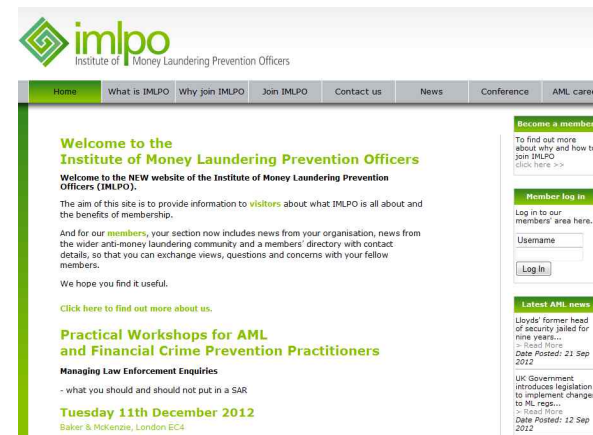 imlpo
Institute of Money Laundering Prevention Officers
Home What is IMLPO Why join IMLPO Join IMLPO Contact us News Conference AML care
Welcome to the
Institute of Money Laundering Prevention Officers
Welcome to the NEW website of the Institute of Money Laundering Prevention
Officers (IMLPO).
The aim of this site is to provide information to visitors about what IMLPO is all about and
the benefits of membership.
And for our members, your section now includes news from your organisation, news from
the wider anti-money laundering community and a members' directory with contact
details, so that you can exchange views, questions and concerns with your fellow
members.
We hope you find it useful.
Click here to find out more about us.
Practical Workshops for AML
and Financial Crime Prevention Practitioners
Managing Law Enforcement Enquiries
- what you should and should not put in a SAR
Tuesday 11th December 2012
Baker & McKenzie, London EC4
Become a member
To find out more
about why and how to
join IMLPO
click here >>
Member log in
Log in to our
members' area here.
Username
Log In
Latest AML news
Lloyds' former head
of security jailed for
nine years...
> Read More
Date Posted: 21 Sep
2012
UK Government
introduces legislation
to implement change
to ML regs...
> Read More
Date Posted: 12 Sep
2012